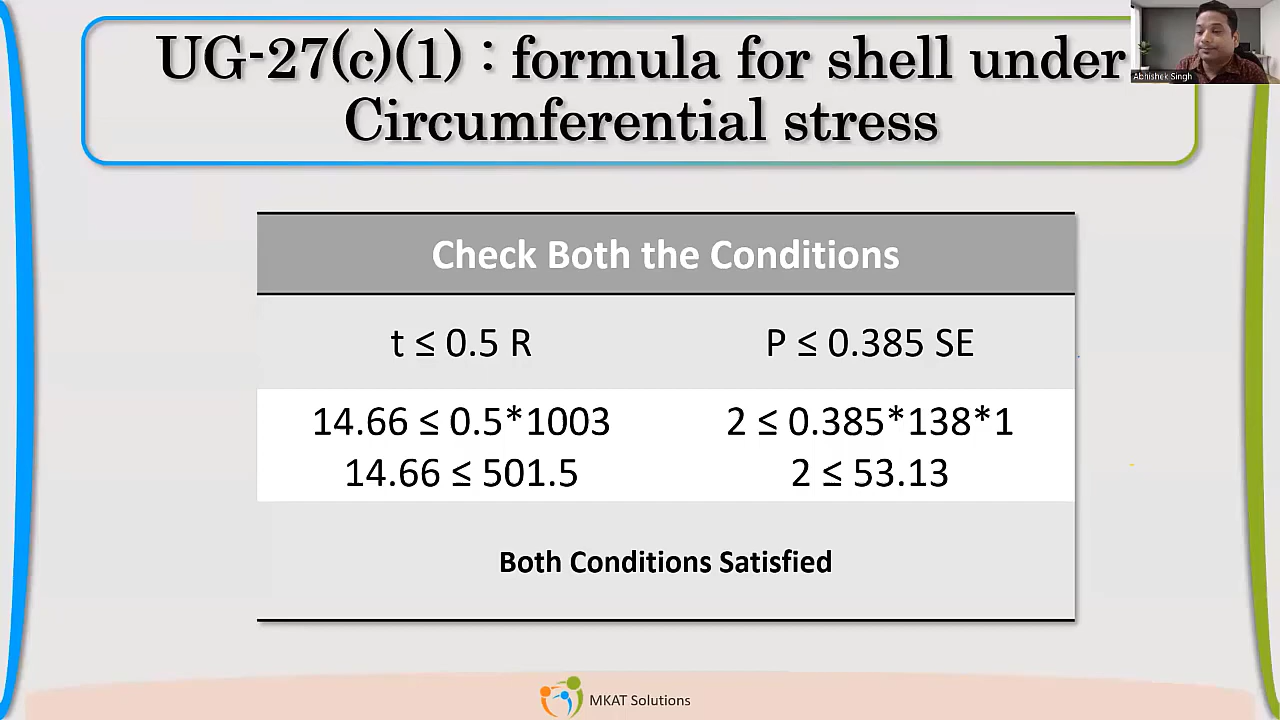 UG-27(c)(1) : formula for shell under
Circumferential stress
Abhishek Singh
Check Both the Conditions
t ≤ 0.5 R
P ≤ 0.385 SE
14.66 ≤ 0.5*1003
2 ≤ 0.385*138*1
14.66 ≤ 501.5
2 ≤ 53.13
Both Conditions Satisfied
MKAT Solutions